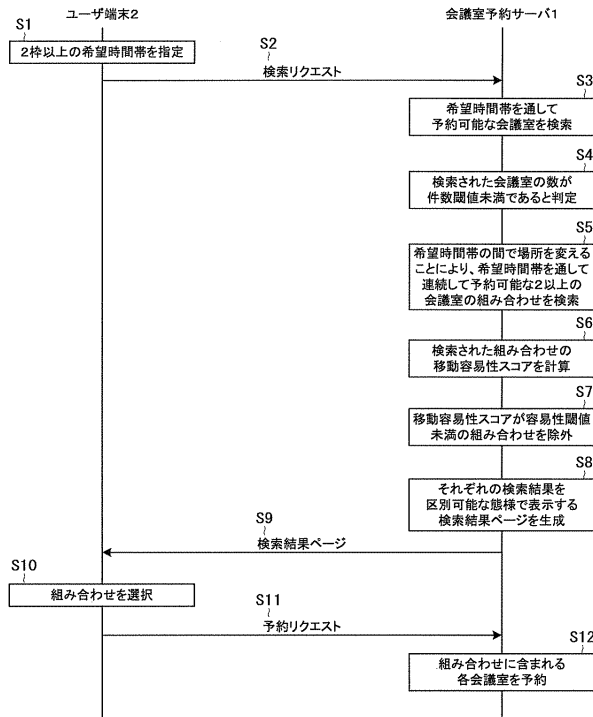 ユーザ端末2
会議室予約サーバ1
S1
2枠以上の希望時間帯を指定
S2
検索リクエスト
S3
希望時間帯を通して
予約可能な会議室を検索
S4
検索された会議室の数が
件数閾値未満であると判定
S5
希望時間帯の間で場所を変える
ことにより、希望時間帯を通して
連続して予約可能な2以上の
会議室の組み合わせを検索
S6
検索された組み合わせの
移動容易性スコアを計算
S7
移動容易性スコアが容易性閾値
未満の組み合わせを除外
S8
それぞれの検索結果を
区別可能な態様で表示する
検索結果ページを生成
S9
検索結果ページ
S10
組み合わせを選択
S11
予約リクエスト
S12
組み合わせに含まれる
各会議室を予約